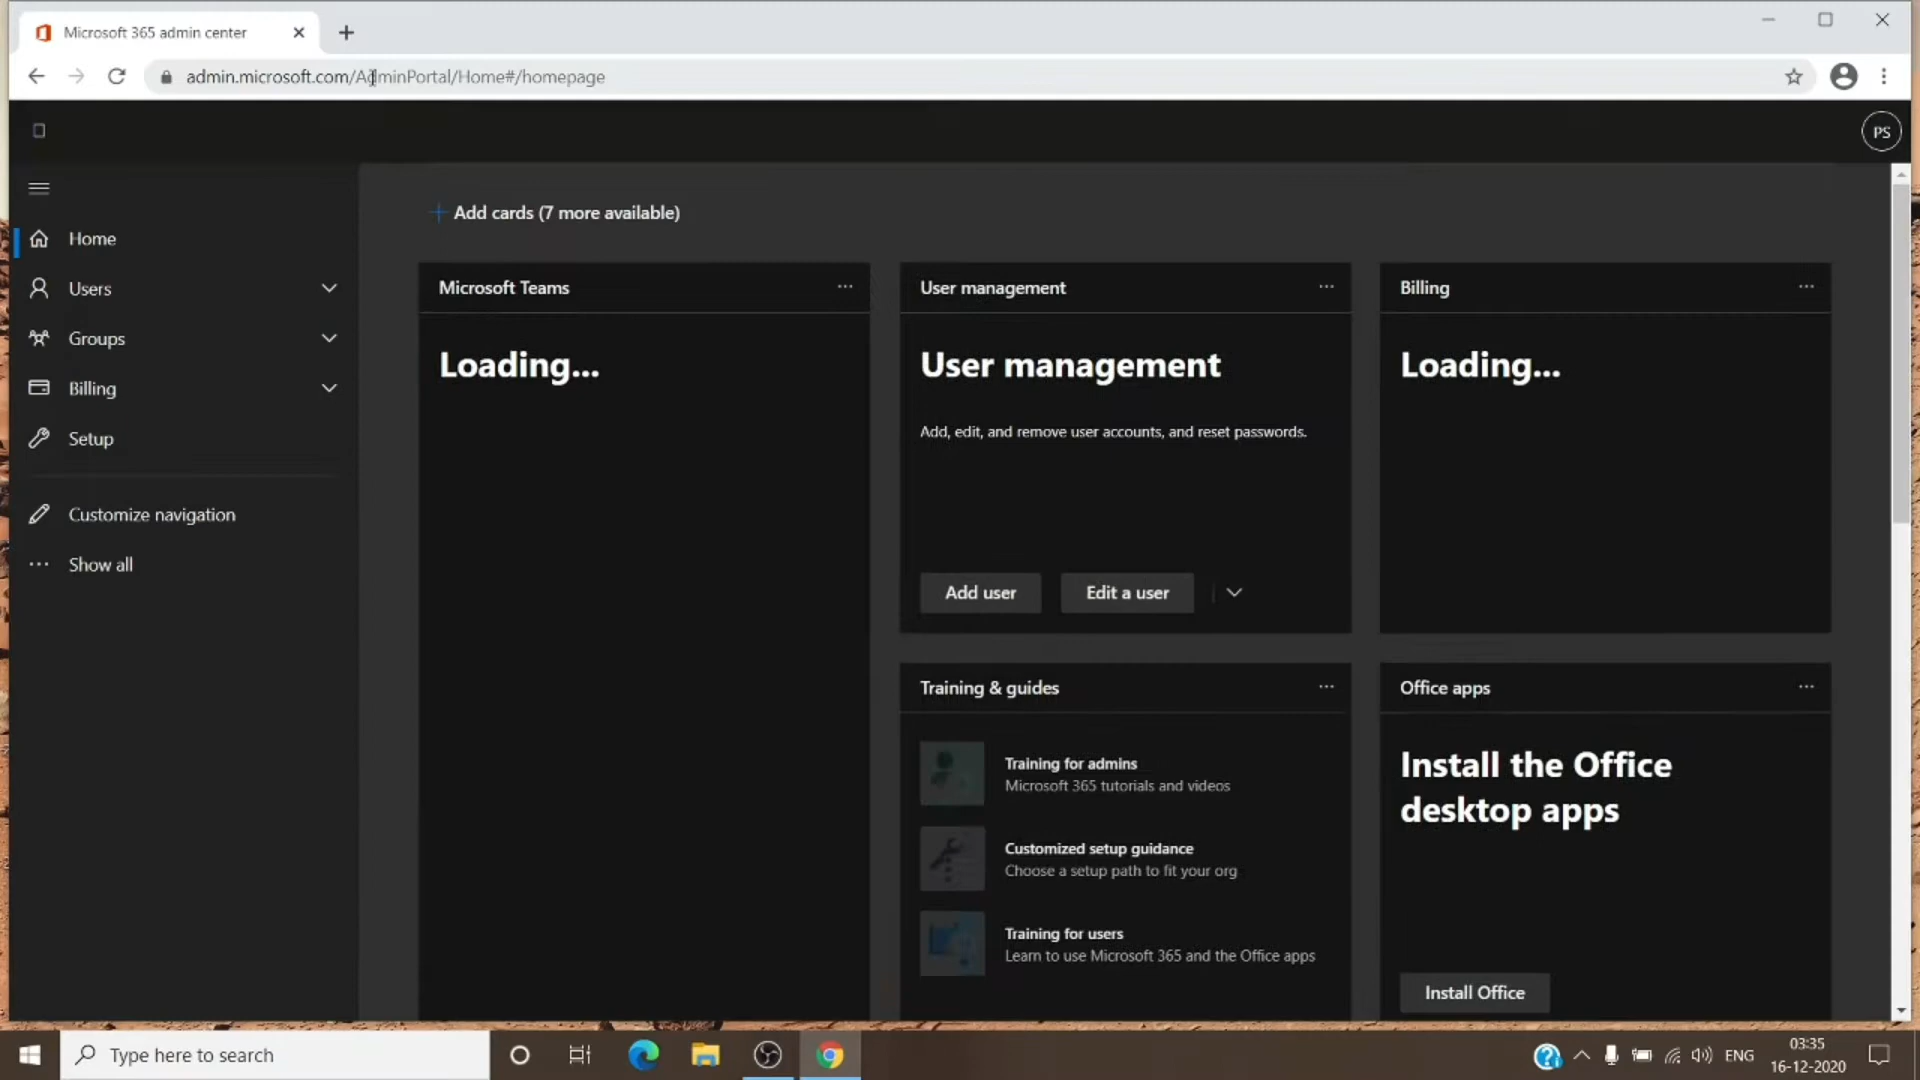 Microsoft 365 admin center
admin.microsoft.com/AdminPortal/Home#/homepage
PS
Home
Users
Groups
Billing
Setup
Customize navigation
Show all
Add cards (7 more available)
Microsoft Teams
Loading...
User management
User management
Add, edit, and remove user accounts, and reset passwords.
Add user
Edit a user
Billing
Loading...
Training & guides
Training for admins
Microsoft 365 tutorials and videos
Customized setup guidance
Choose a setup path to fit your org
Training for users
Learn to use Microsoft 365 and the Office apps
Office apps
Install the Office
desktop apps
Install Office
Type here to search
ENG
03:35
16-12-2020